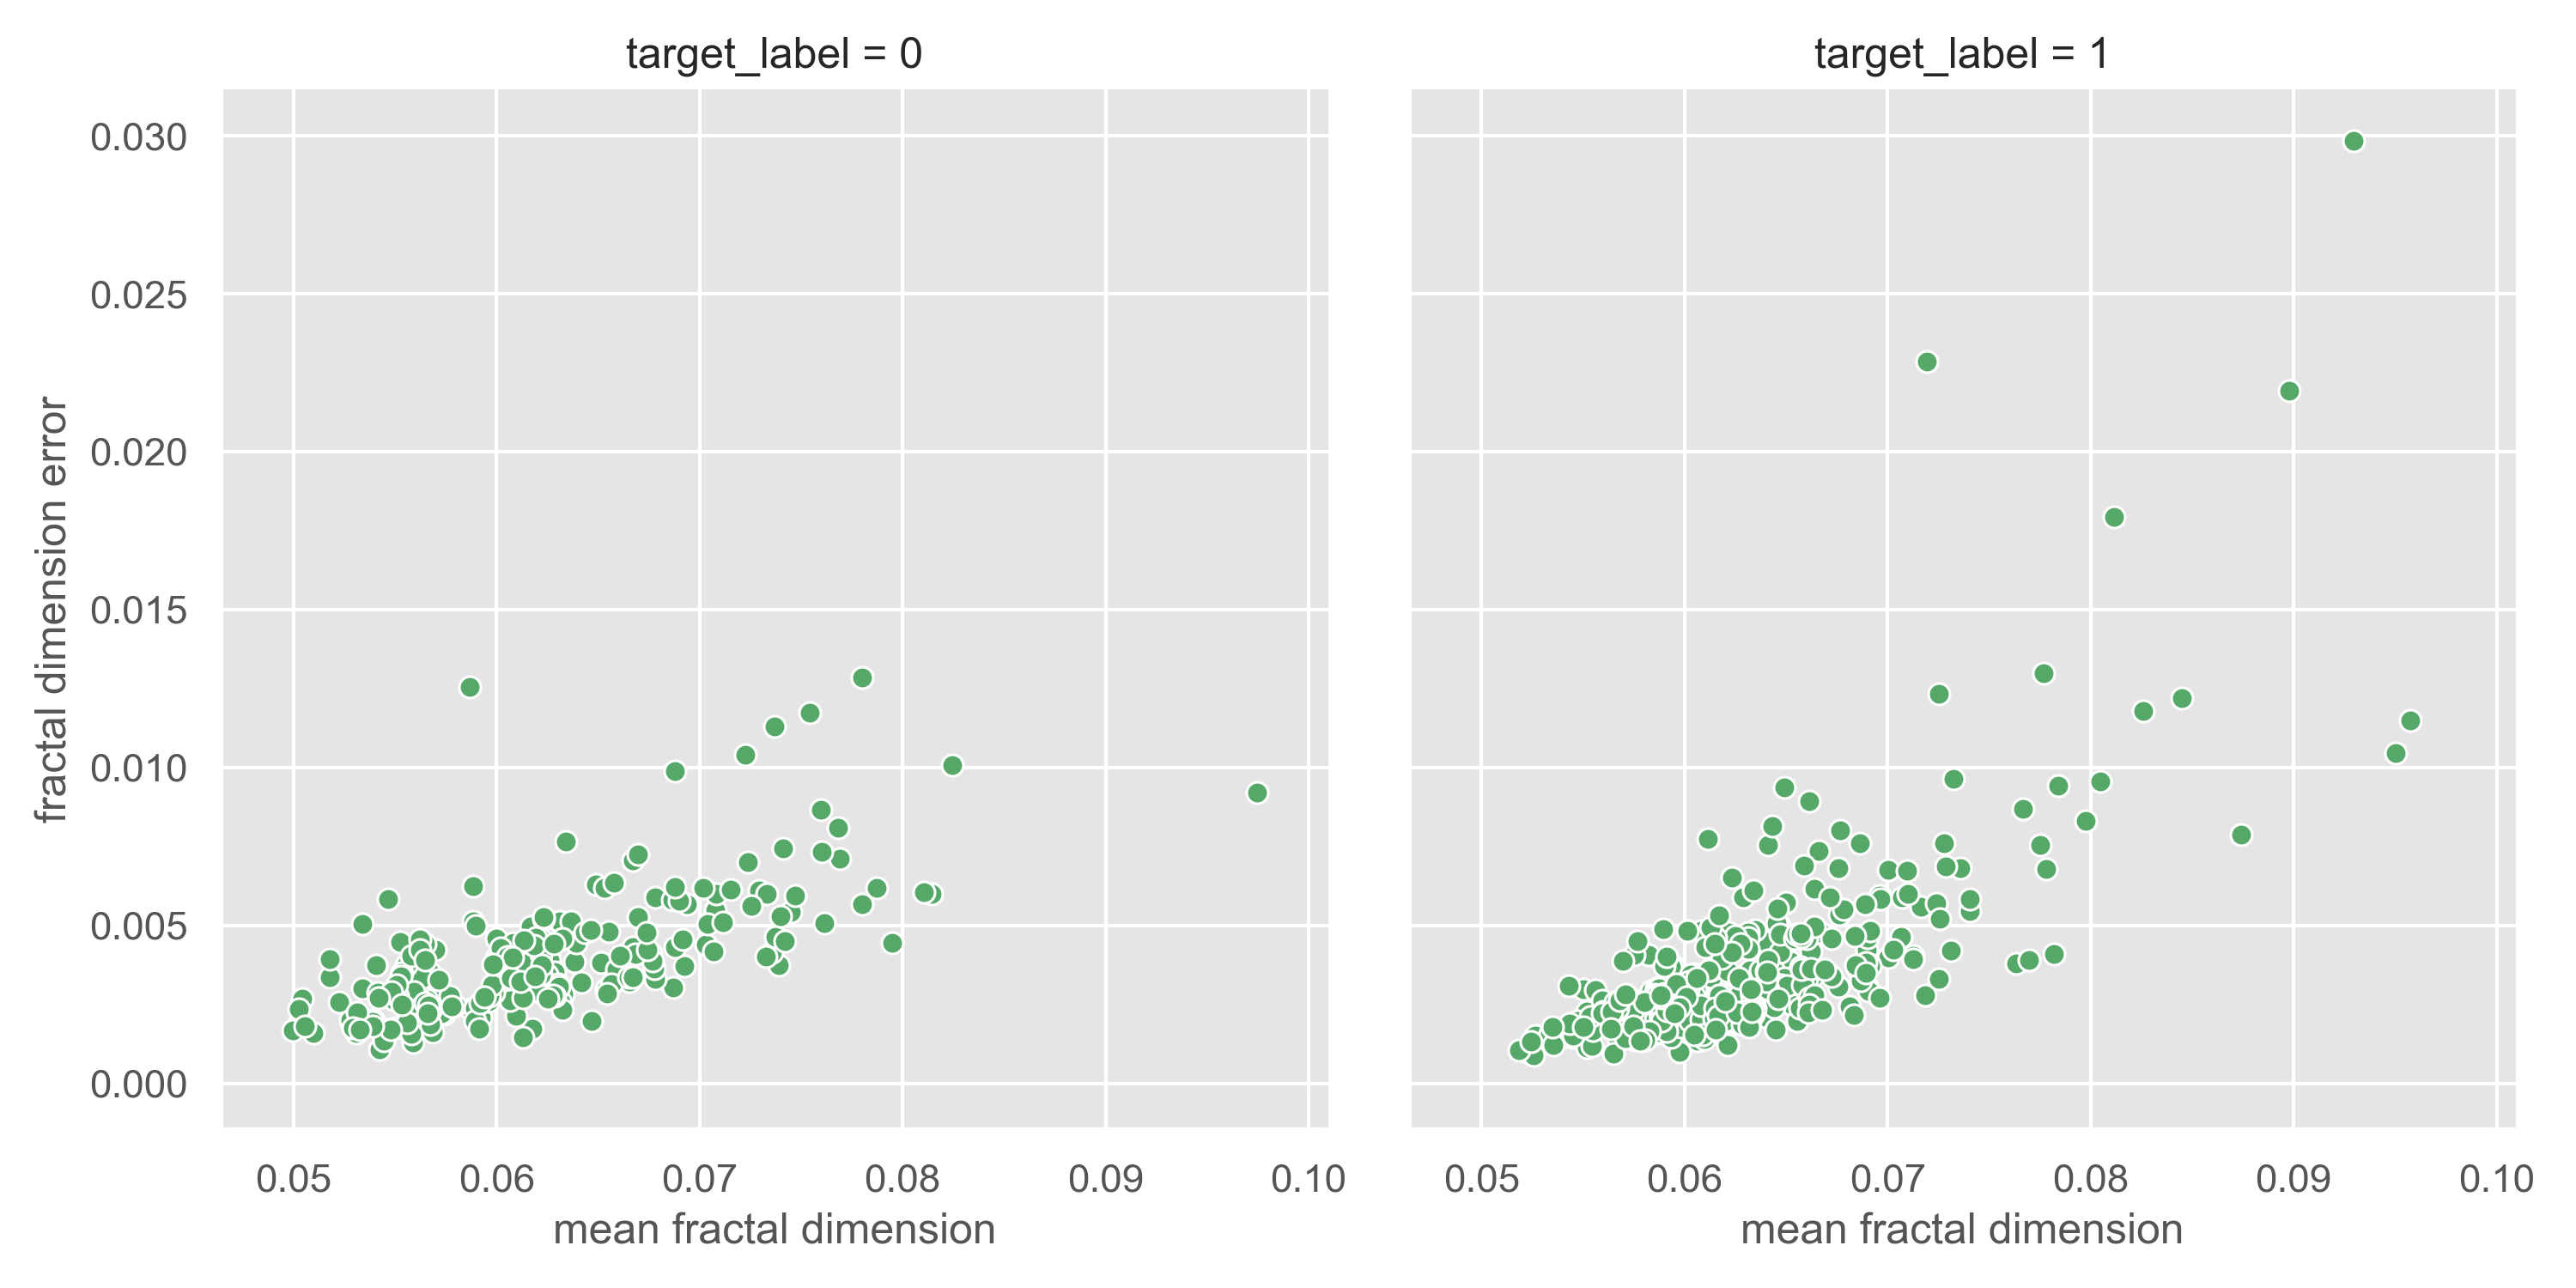 target_label = 0
target_label = 1
0.030
0.025
0.020
0.015
0.010
0.005
0.000
fractal dimension error
0.05 0.06 0.07 0.08 0.09 0.10
0.05 0.06 0.07 0.08 0.09 0.10
mean fractal dimension
mean fractal dimension